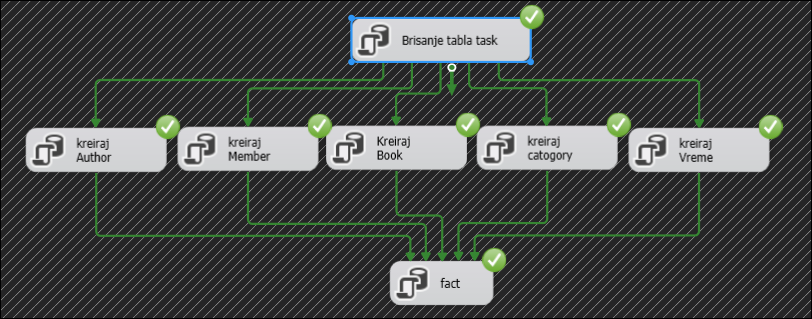 Brisanje tabla task
kreiraj
Author
kreiraj
Member
Kreiraj
Book
kreiraj
catogory
kreiraj
Vreme
fact